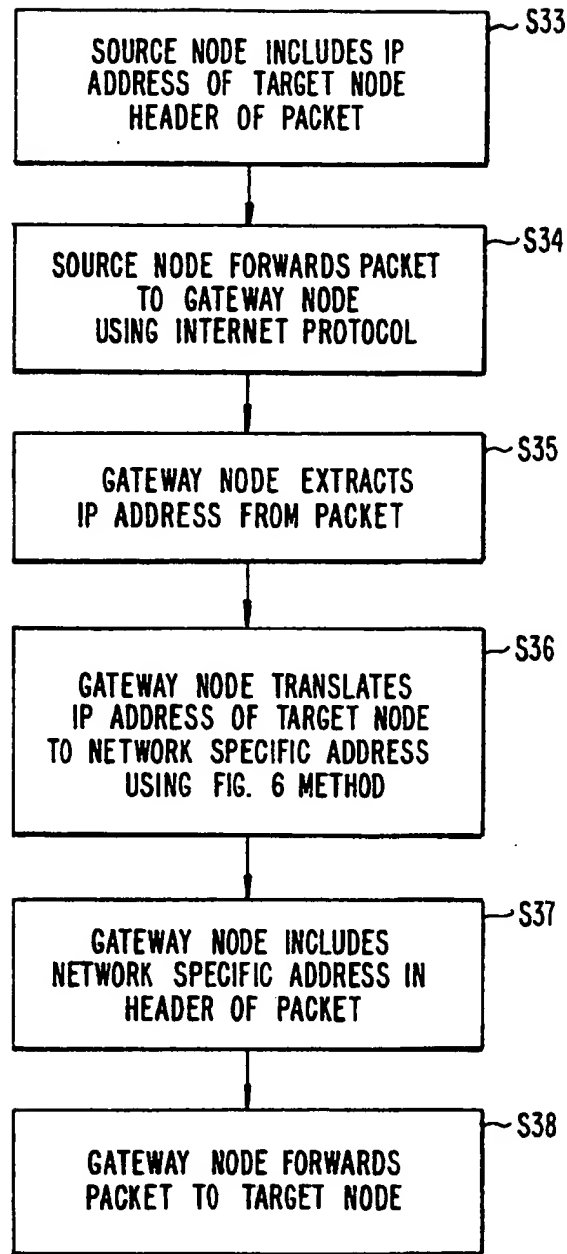 S33
SOURCE NODE INCLUDES IP
ADDRESS OF TARGET NODE
HEADER OF PACKET
S34
SOURCE NODE FORWARDS PACKET
TO GATEWAY NODE
USING INTERNET PROTOCOL
S35
GATEWAY NODE EXTRACTS
IP ADDRESS FROM PACKET
S36
GATEWAY NODE TRANSLATES
IP ADDRESS OF TARGET NODE
TO NETWORK SPECIFIC ADDRESS
USING FIG. 6 METHOD
S37
GATEWAY NODE INCLUDES
NETWORK SPECIFIC ADDRESS IN
HEADER OF PACKET
S38
GATEWAY NODE FORWARDS
PACKET TO TARGET NODE